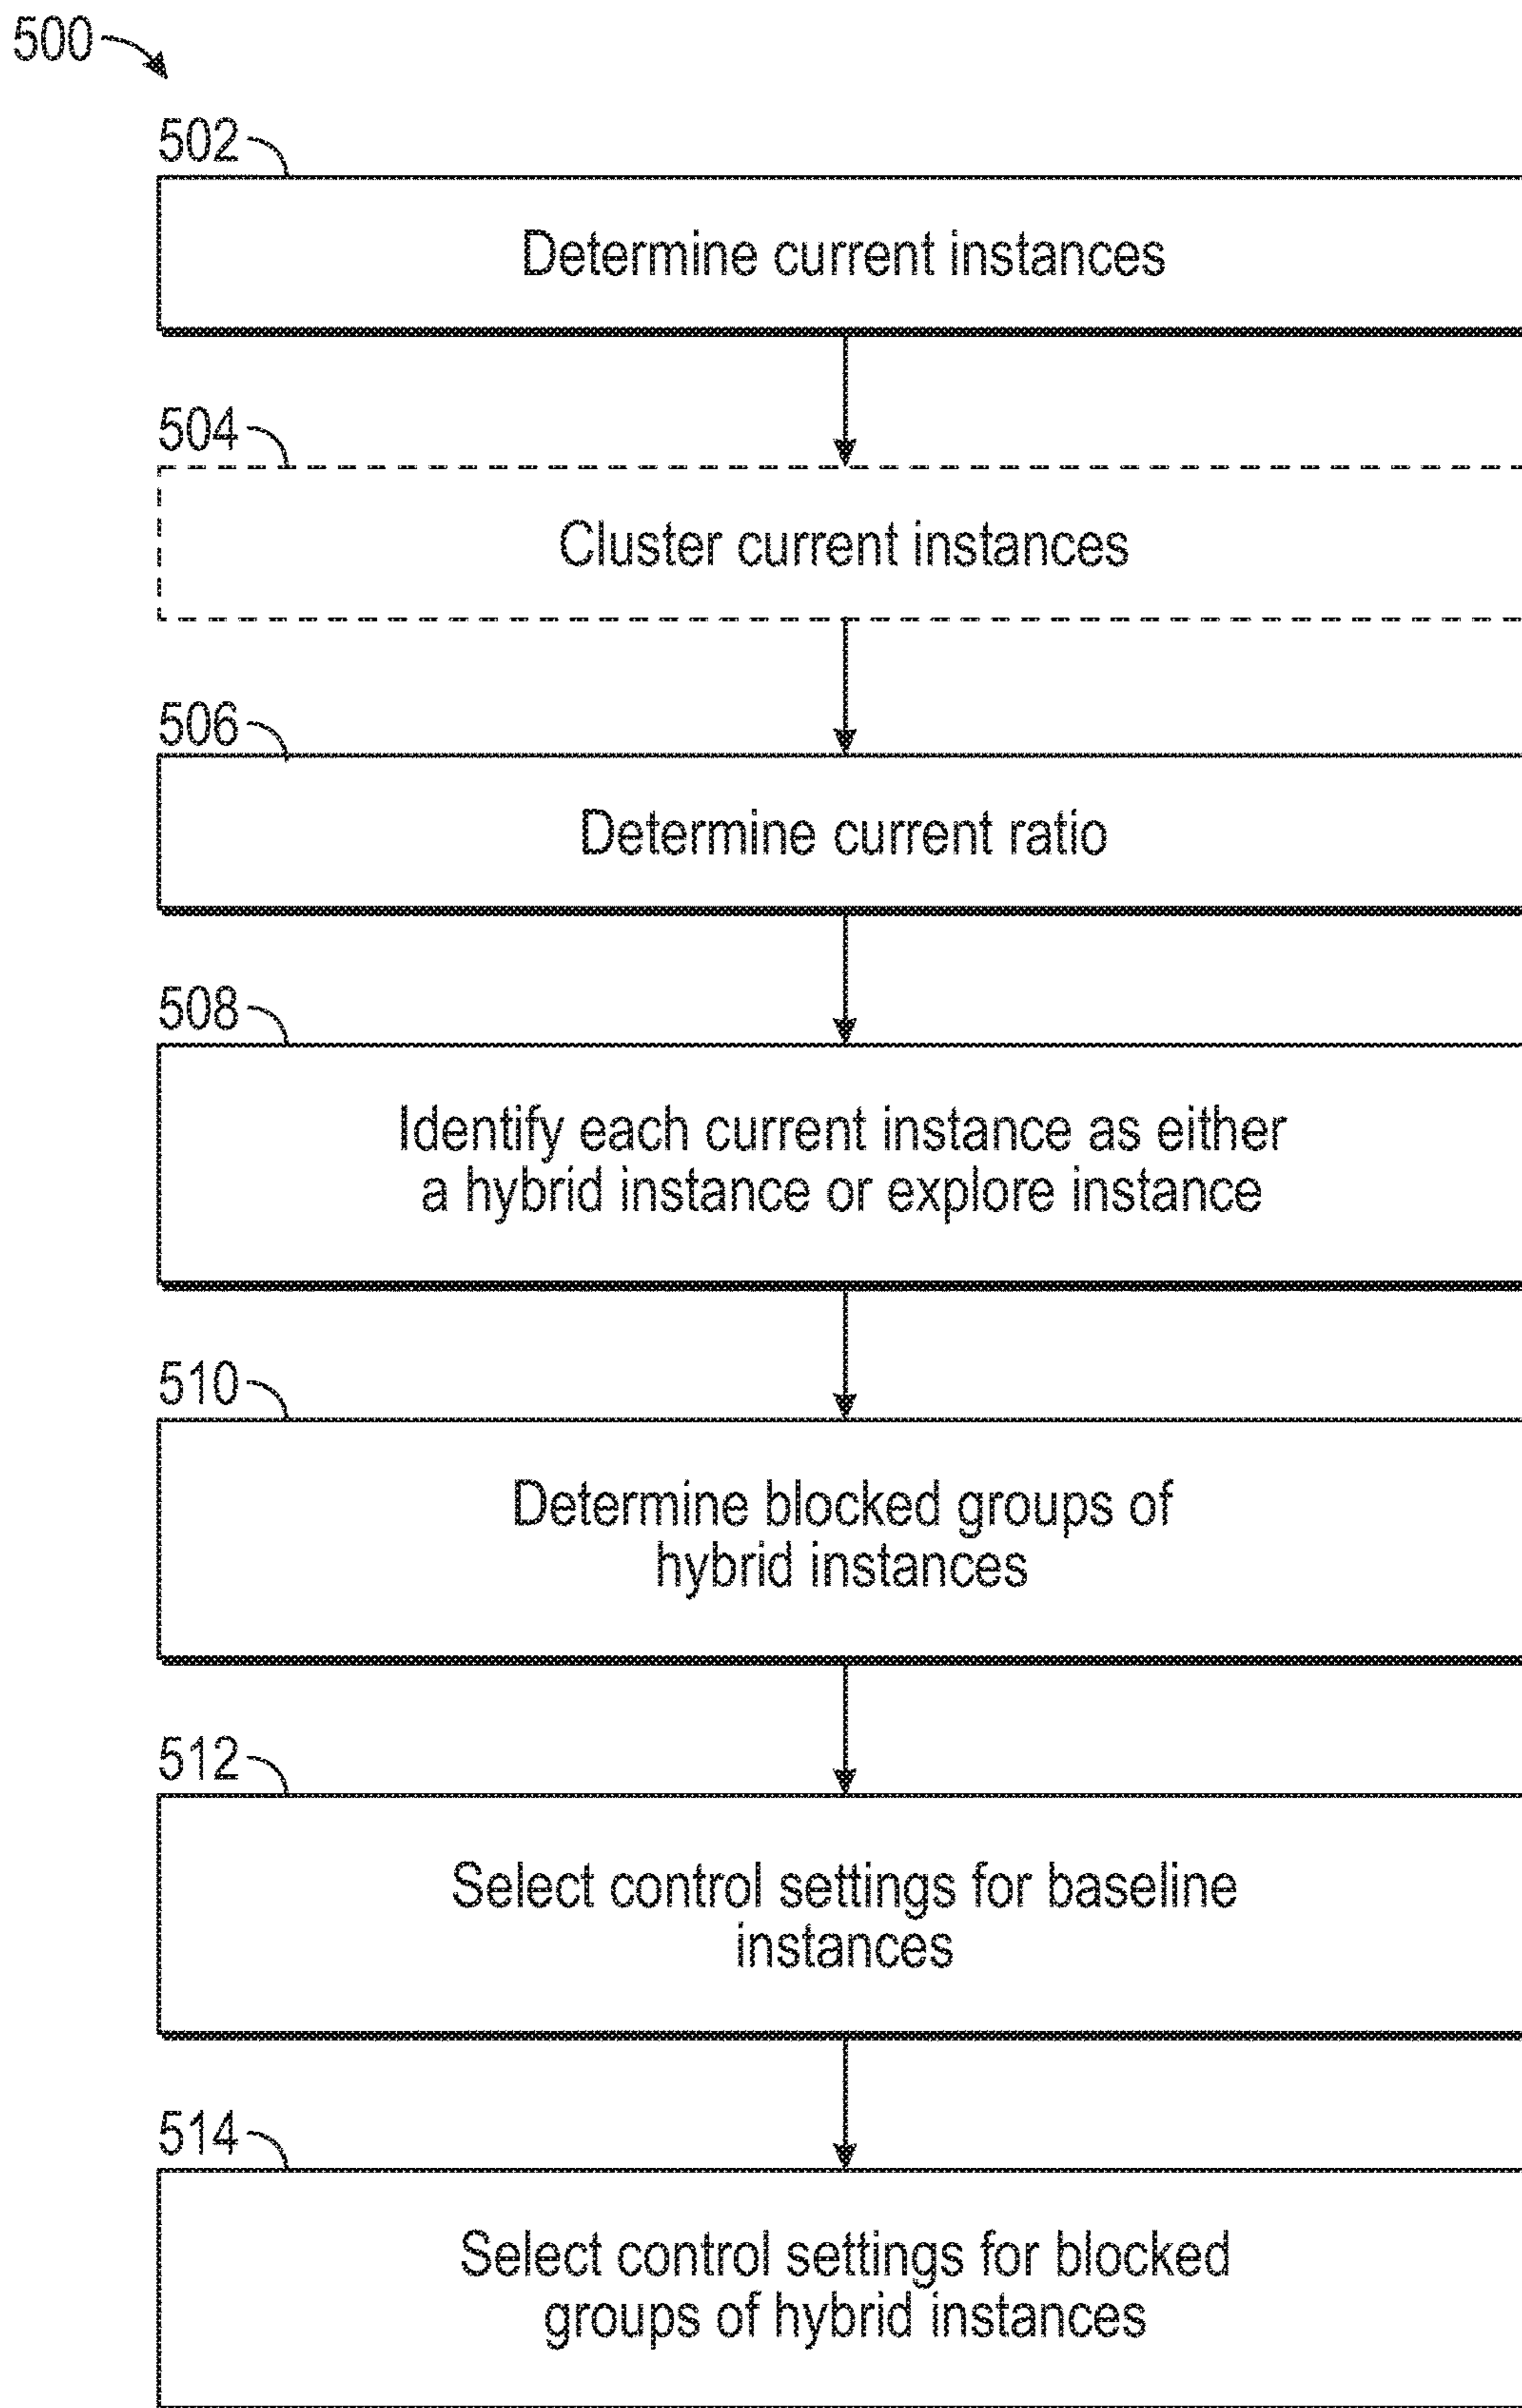 500
502
Determine current instances
504
Cluster current instances
506
Determine current ratio
508
Identify each current instance as either
a hybrid instance or explore instance
510
Determine blocked groups of
hybrid instances
512
Select control settings for baseline
instances
514
Select control settings for blocked
groups of hybrid instances